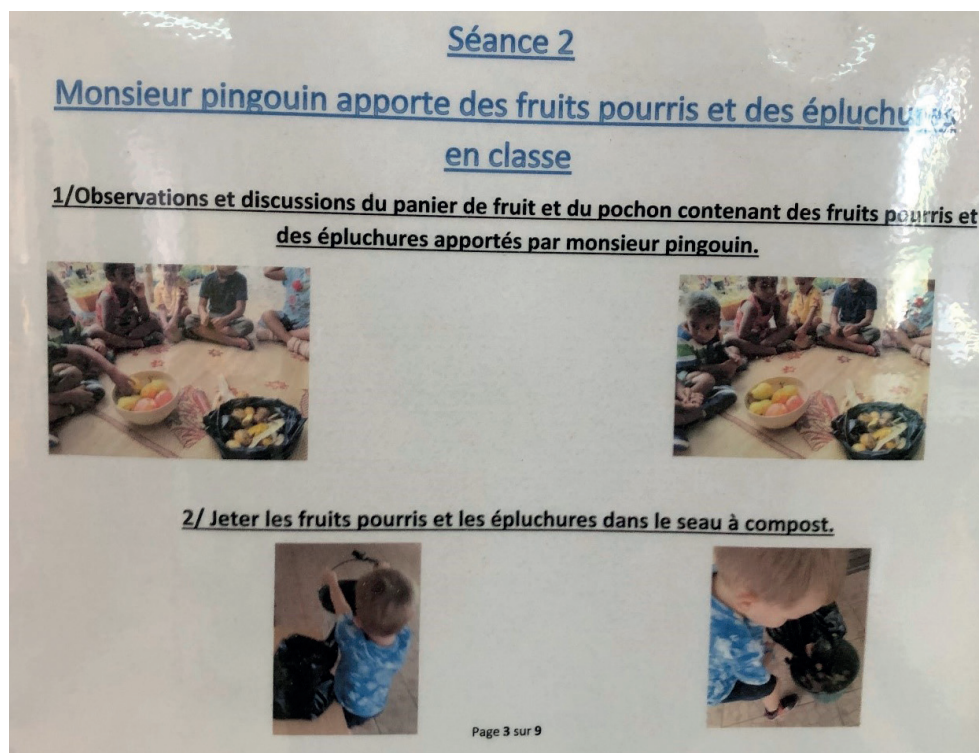 Séance 2
Monsieur pingouin apporte des fruits pourris et des épluchures
en classe
1/Observations et discussions du panier de fruit et du pochon contenant des fruits pourris et
des épluchures apportés par monsieur pingouin.
2/ Jeter les fruits pourris et les épluchures dans le seau à compost.
Page 3 sur 9